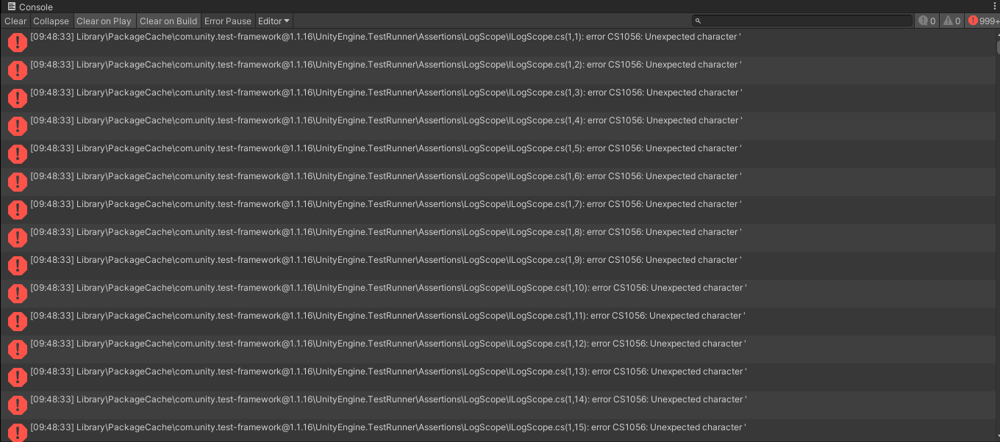 Console
Clear Collapse Clear on Play Clear on Build Error Pause Editor 0 0 999+
[09:48:33] Library\PackageCache\com.unity.test-framework@1.1.16\UnityEngine.TestRunner\Assertions\LogScope\ILogScope.cs(1,1): error CS1056: Unexpected character '
[09:48:33] Library\PackageCache\com.unity.test-framework@1.1.16\UnityEngine.TestRunner\Assertions\LogScope\ILogScope.cs(1,2): error CS1056: Unexpected character '
[09:48:33] Library\PackageCache\com.unity.test-framework@1.1.16\UnityEngine.TestRunner\Assertions\LogScope\ILogScope.cs(1,3): error CS1056: Unexpected character '
[09:48:33] Library\PackageCache\com.unity.test-framework@1.1.16\UnityEngine.TestRunner\Assertions\LogScope\ILogScope.cs(1,4): error CS1056: Unexpected character '
[09:48:33] Library\PackageCache\com.unity.test-framework@1.1.16\UnityEngine.TestRunner\Assertions\LogScope\ILogScope.cs(1,5): error CS1056: Unexpected character '
[09:48:33] Library\PackageCache\com.unity.test-framework@1.1.16\UnityEngine.TestRunner\Assertions\LogScope\ILogScope.cs(1,6): error CS1056: Unexpected character '
[09:48:33] Library\PackageCache\com.unity.test-framework@1.1.16\UnityEngine.TestRunner\Assertions\LogScope\ILogScope.cs(1,7): error CS1056: Unexpected character '
[09:48:33] Library\PackageCache\com.unity.test-framework@1.1.16\UnityEngine.TestRunner\Assertions\LogScope\ILogScope.cs(1,8): error CS1056: Unexpected character '
[09:48:33] Library\PackageCache\com.unity.test-framework@1.1.16\UnityEngine.TestRunner\Assertions\LogScope\ILogScope.cs(1,9): error CS1056: Unexpected character '
[09:48:33] Library\PackageCache\com.unity.test-framework@1.1.16\UnityEngine.TestRunner\Assertions\LogScope\ILogScope.cs(1,10): error CS1056: Unexpected character '
[09:48:33] Library\PackageCache\com.unity.test-framework@1.1.16\UnityEngine.TestRunner\Assertions\LogScope\ILogScope.cs(1,11): error CS1056: Unexpected character '
[09:48:33] Library\PackageCache\com.unity.test-framework@1.1.16\UnityEngine.TestRunner\Assertions\LogScope\ILogScope.cs(1,12): error CS1056: Unexpected character '
[09:48:33] Library\PackageCache\com.unity.test-framework@1.1.16\UnityEngine.TestRunner\Assertions\LogScope\ILogScope.cs(1,13): error CS1056: Unexpected character '
[09:48:33] Library\PackageCache\com.unity.test-framework@1.1.16\UnityEngine.TestRunner\Assertions\LogScope\ILogScope.cs(1,14): error CS1056: Unexpected character '
[09:48:33] Library\PackageCache\com.unity.test-framework@1.1.16\UnityEngine.TestRunner\Assertions\LogScope\ILogScope.cs(1,15): error CS1056: Unexpected character '